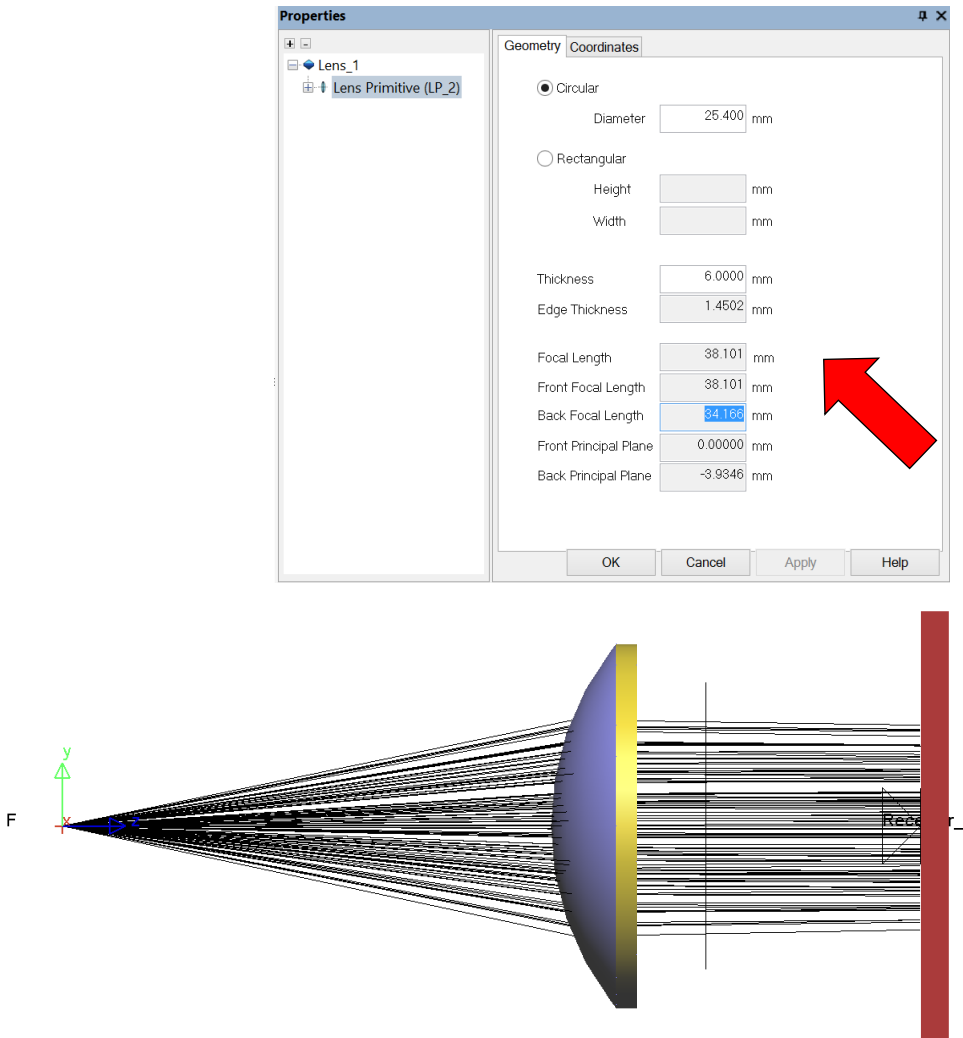 Properties
Lens_1
Lens Primitive (LP_2)
Geometry Coordinates
Circular
Diameter 25.400 mm
Rectangular
Height mm
Width mm
Thickness 6.0000 mm
Edge Thickness 1.4502 mm
Focal Length 38.101 mm
Front Focal Length 38.101 mm
Back Focal Length 34.166 mm
Front Principal Plane 0.00000 mm
Back Principal Plane -3.9346 mm
OK Cancel Apply Help
y
F x z